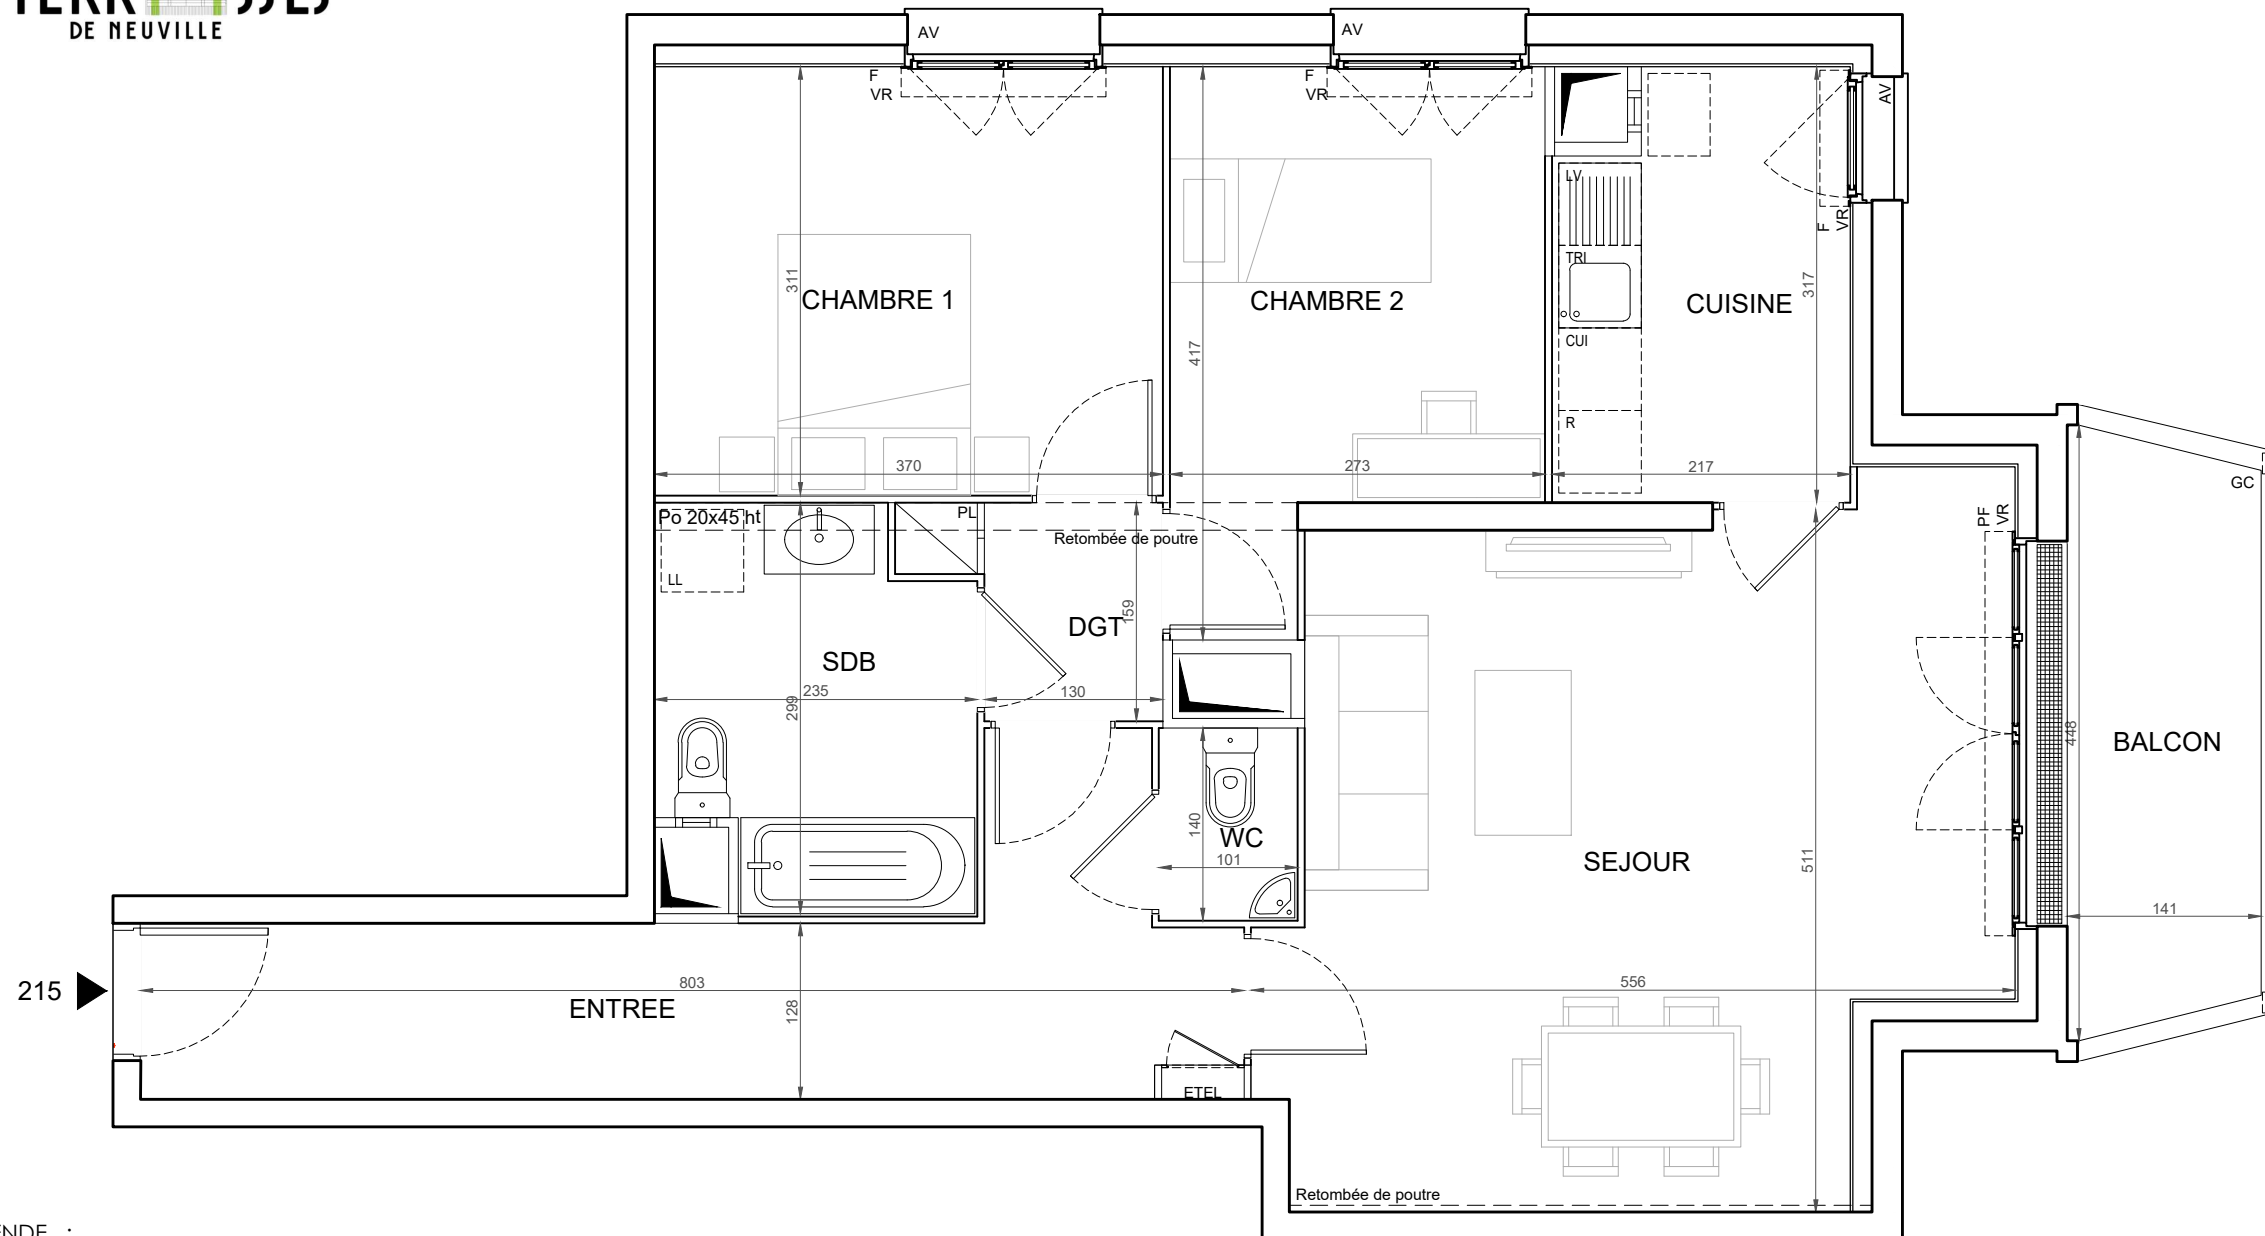 DE NEUVILLE
AV
AV
AV
F
VR
F
VR
F
VR
LV
TRI
CUI
R
311
CHAMBRE 1
417
CHAMBRE 2
CUISINE
317
370
273
217
GC
PF
VR
Po 20x45 ht
PL
Retombée de poutre
LL
159
DGT
SDB
235
299
130
448
BALCON
140
WC
101
SEJOUR
511
141
215
803
556
ENTREE
128
ETEL
Retombée de poutre